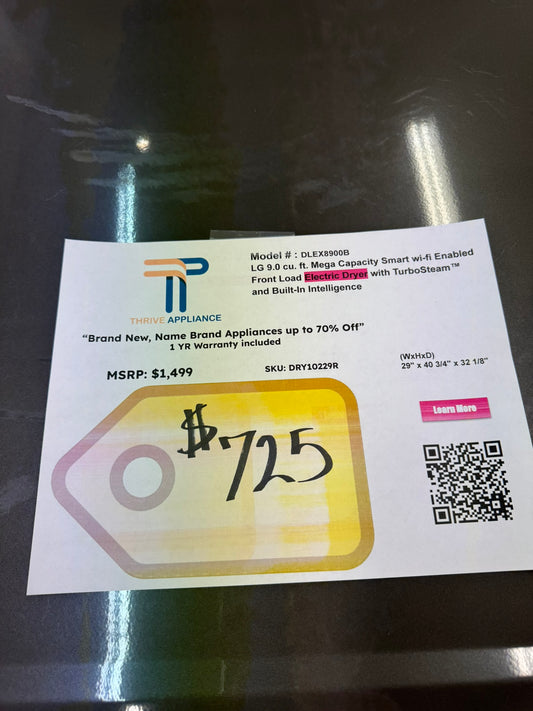 Model # : DLEX8900B
LG 9.0 cu. ft. Mega Capacity Smart wi-fi Enabled
Front Load Electric Dryer with TurboSteam™
and Built-In Intelligence
THRIVE APPLIANCE
“Brand New, Name Brand Appliances up to 70% Off”
1 YR Warranty included
MSRP: $1,499
SKU: DRY10229R
(WxHxD)
29" x 40 3/4" x 32 1/8"
Learn More
$725